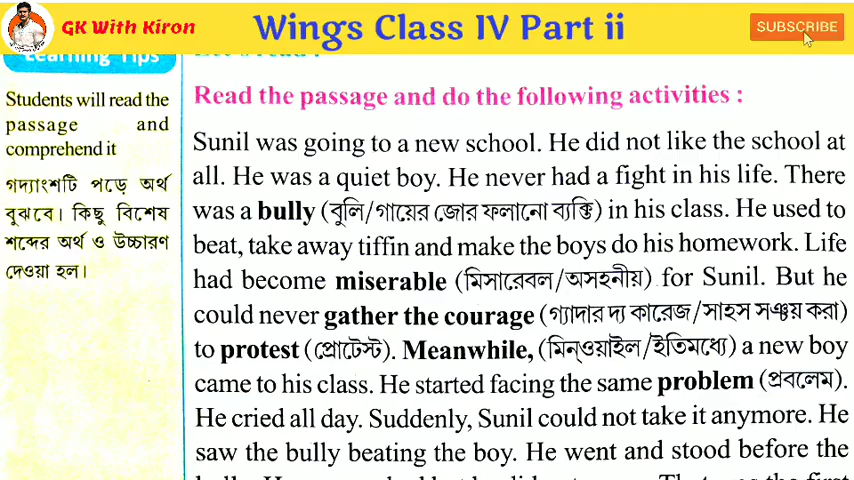 GK With Kiron
Wings Class IV Part ii
SUBSCRIBE
Learning Tips
Students will read the
passage and
comprehend it
গদ্যাংশটি পড়ে অর্থ
বুঝবে। কিছু বিশেষ
শব্দের অর্থ ও উচ্চারণ
দেওয়া হল।
Read the passage and do the following activities :
Sunil was going to a new school. He did not like the school at
all. He was a quiet boy. He never had a fight in his life. There
was a bully (বুলি/গায়ের জোর ফলানো ব্যক্তি) in his class. He used to
beat, take away tiffin and make the boys do his homework. Life
had become miserable (মিসারেবল/অসহনীয়) for Sunil. But he
could never gather the courage (গ্যাদার দ্য কারেজ/সাহস সঞ্চয় করা)
to protest (প্রোটেস্ট). Meanwhile, (মিন্‌ওয়াইল/ইতিমধ্যে) a new boy
came to his class. He started facing the same problem (প্রবলেম).
He cried all day. Suddenly, Sunil could not take it anymore. He
saw the bully beating the boy. He went and stood before the